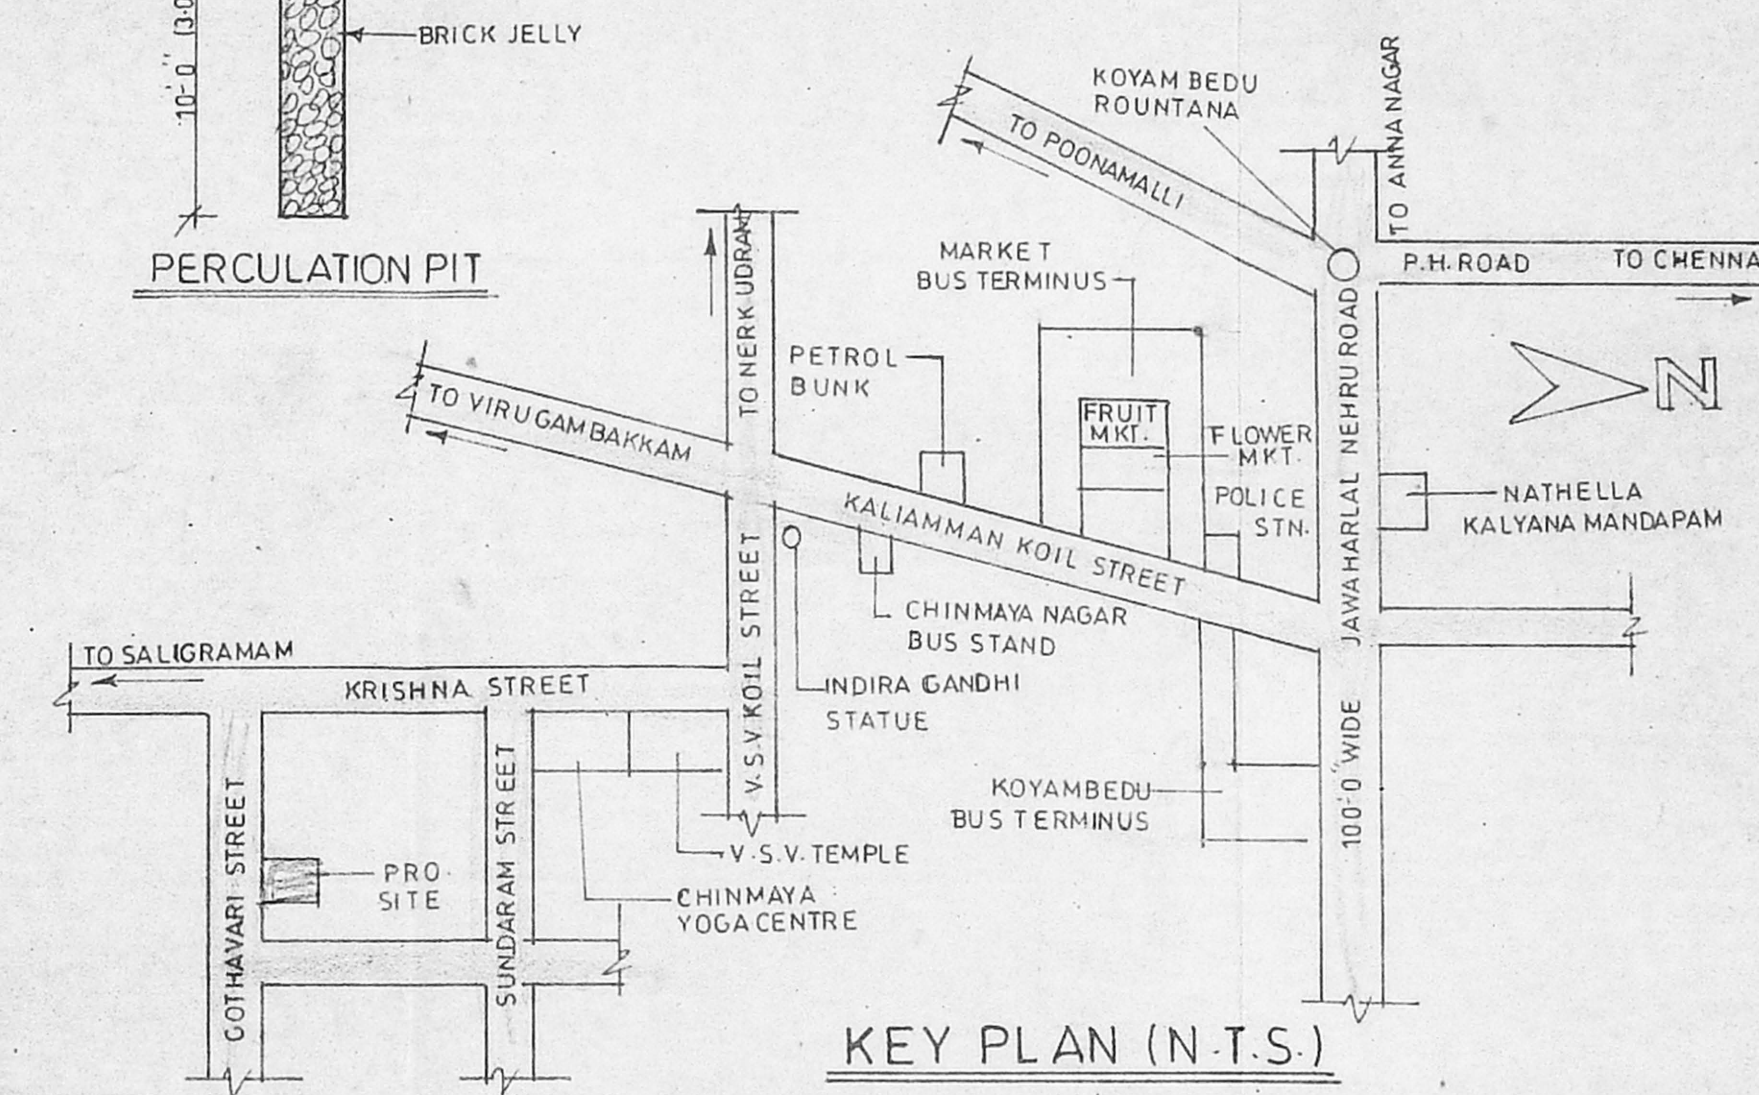 10'-0" (3.0
BRICK JELLY
PERCULATION PIT
KOYAM BEDU
ROUNTANA
TO ANNA NAGAR
TO POONAMALLI
P.H. ROAD
TO CHENNA
MARKET
BUS TERMINUS
TO NERKUDRAM
PETROL
BUNK
TO VIRUGAMBAKKAM
FRUIT
MKT.
FLOWER
MKT.
POLICE
STN.
N
NATHELLA
KALYANA MANDAPAM
KALIAMMAN KOIL STREET
100'-0" WIDE JAWAHARLAL NEHRU ROAD
CHINMAYA NAGAR
BUS STAND
INDIRA GANDHI
STATUE
TO SALIGRAMAM
KRISHNA STREET
V.S.V. KOIL STREET
KOYAMBEDU
BUS TERMINUS
V.S.V. TEMPLE
CHINMAYA
YOGA CENTRE
PRO.
SITE
GOTHAVARI STREET
SUNDARAM STREET
KEY PLAN (N.T.S.)